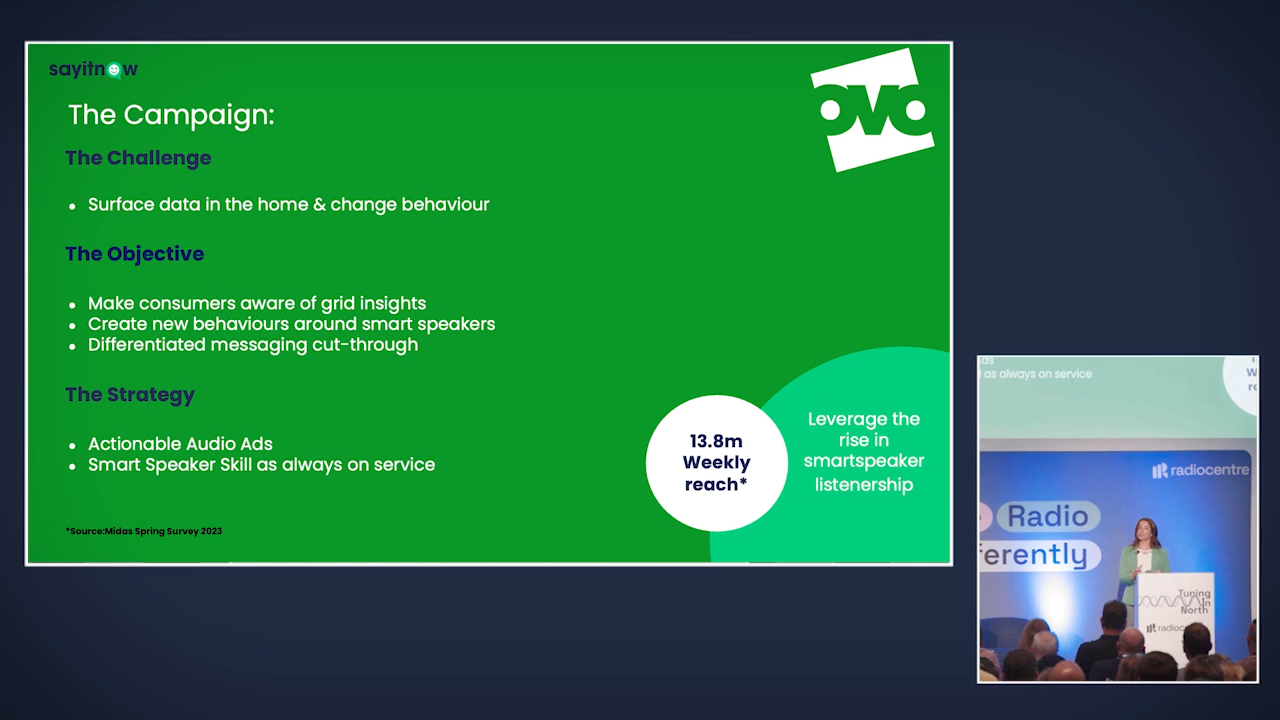 sayitnow
OVO
The Campaign:
The Challenge
• Surface data in the home & change behaviour
The Objective
• Make consumers aware of grid insights
• Create new behaviours around smart speakers
• Differentiated messaging cut-through
The Strategy
• Actionable Audio Ads
• Smart Speaker Skill as always on service
*Source:Midas Spring Survey 2023
13.8m
Weekly
reach*
Leverage the
rise in
smartspeaker
listenership
as always on service
radiocentre
Radio
ferently
Tuning
In
North
radiocentre